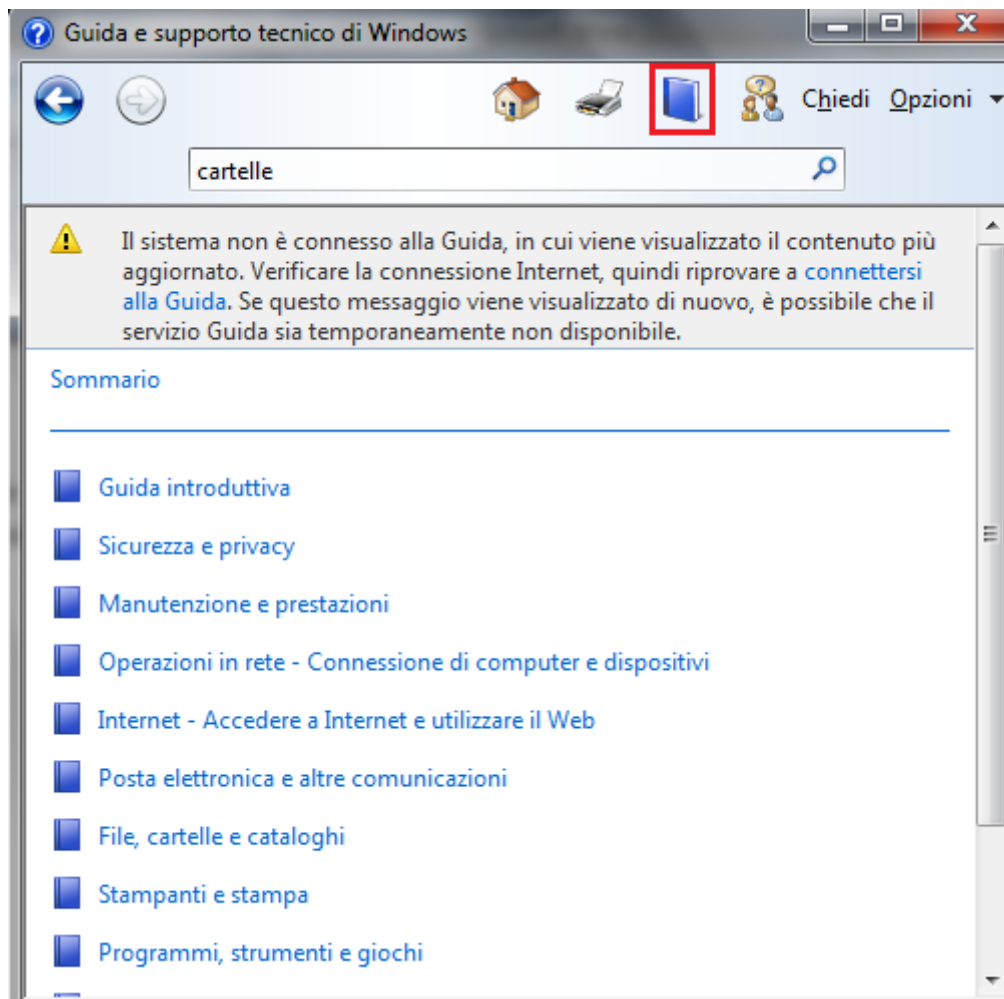 Guida e supporto tecnico di Windows
Chiedi Opzioni
cartelle
Il sistema non è connesso alla Guida, in cui viene visualizzato il contenuto più
aggiornato. Verificare la connessione Internet, quindi riprovare a connettersi
alla Guida. Se questo messaggio viene visualizzato di nuovo, è possibile che il
servizio Guida sia temporaneamente non disponibile.
Sommario
Guida introduttiva
Sicurezza e privacy
Manutenzione e prestazioni
Operazioni in rete - Connessione di computer e dispositivi
Internet - Accedere a Internet e utilizzare il Web
Posta elettronica e altre comunicazioni
File, cartelle e cataloghi
Stampanti e stampa
Programmi, strumenti e giochi